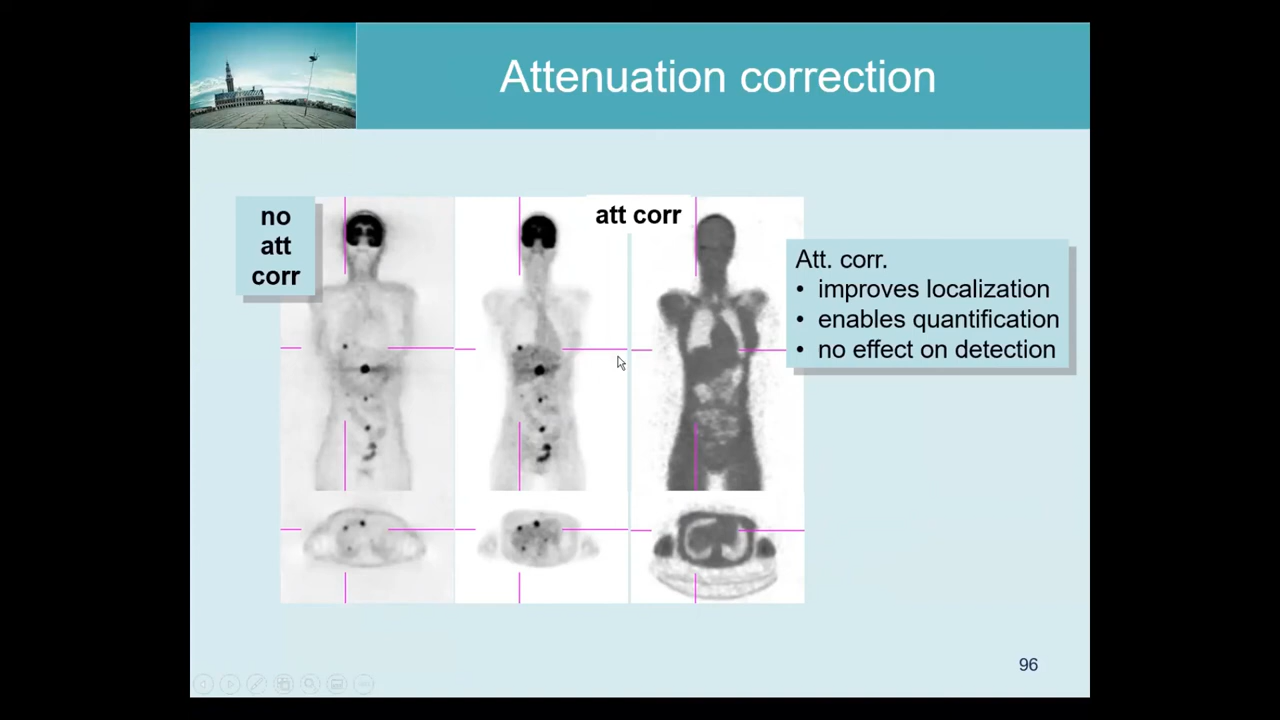 Attenuation correction
no
att
corr
att corr
Att. corr.
• improves localization
• enables quantification
• no effect on detection
96